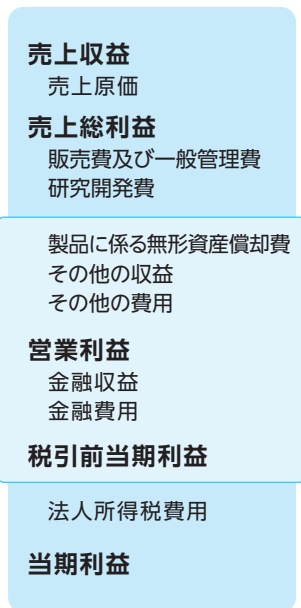 売上収益
売上原価
売上総利益
販売費及び一般管理費
研究開発費
製品に係る無形資産償却費
その他の収益
その他の費用
営業利益
金融収益
金融費用
税引前当期利益
法人所得税費用
当期利益